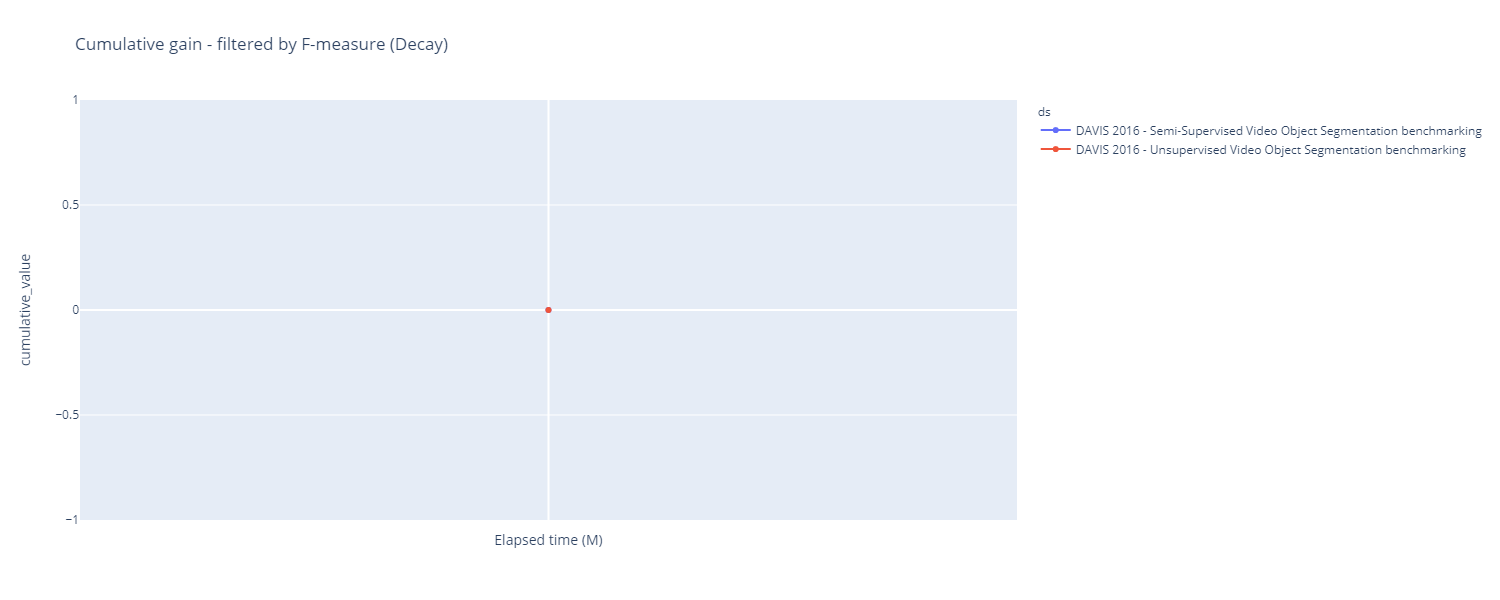 Cumulative gain - filtered by F-measure (Decay)
1
0.5
0
−0.5
−1
cumulative_value
Elapsed time (M)
ds
DAVIS 2016 - Semi-Supervised Video Object Segmentation benchmarking
DAVIS 2016 - Unsupervised Video Object Segmentation benchmarking